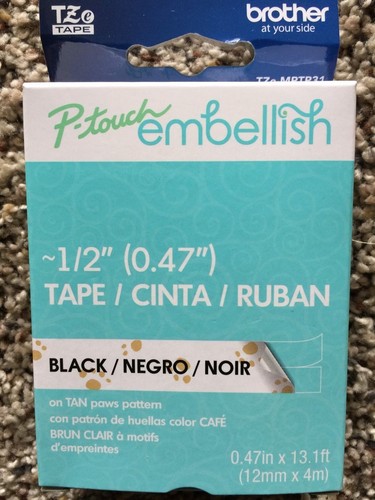 TZe
TAPE
brother
at your side
TZe-MPTP31
P-touch embellish
~1/2" (0.47")
TAPE / CINTA / RUBAN
BLACK / NEGRO / NOIR
on TAN paws pattern
con patrón de huellas color CAFÉ
BRUN CLAIR à motifs
d'empreintes
0.47in x 13.1ft
(12mm x 4m)